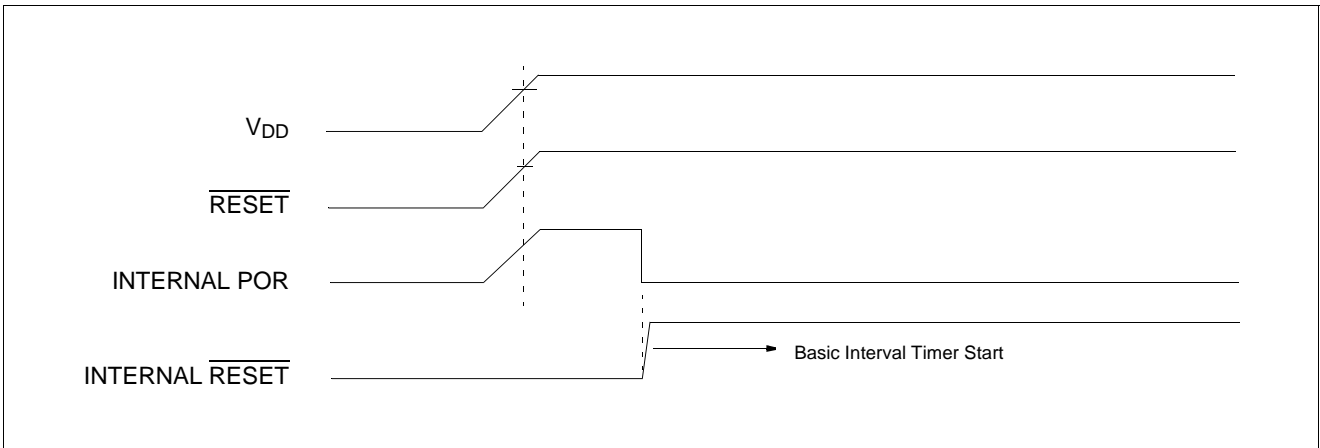 VDD
RESET
INTERNAL POR
Basic Interval Timer Start
INTERNAL RESET